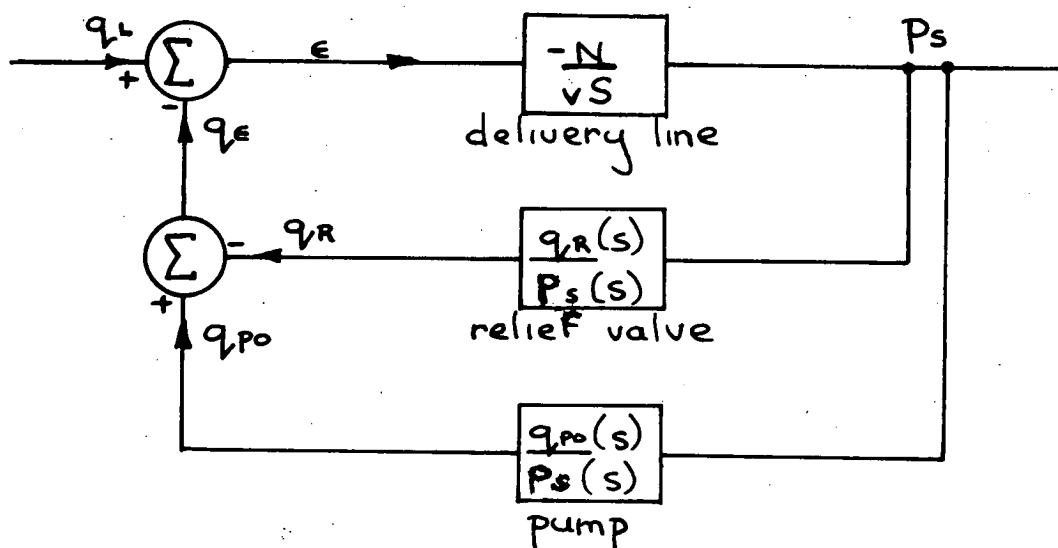 qL
+
Σ
-
ϵ
-N
vS
delivery line
Ps
qϵ
Σ
-
+
qR
qR(s)
Ps(s)
relief valve
qPO
qPO(s)
Ps(s)
pump